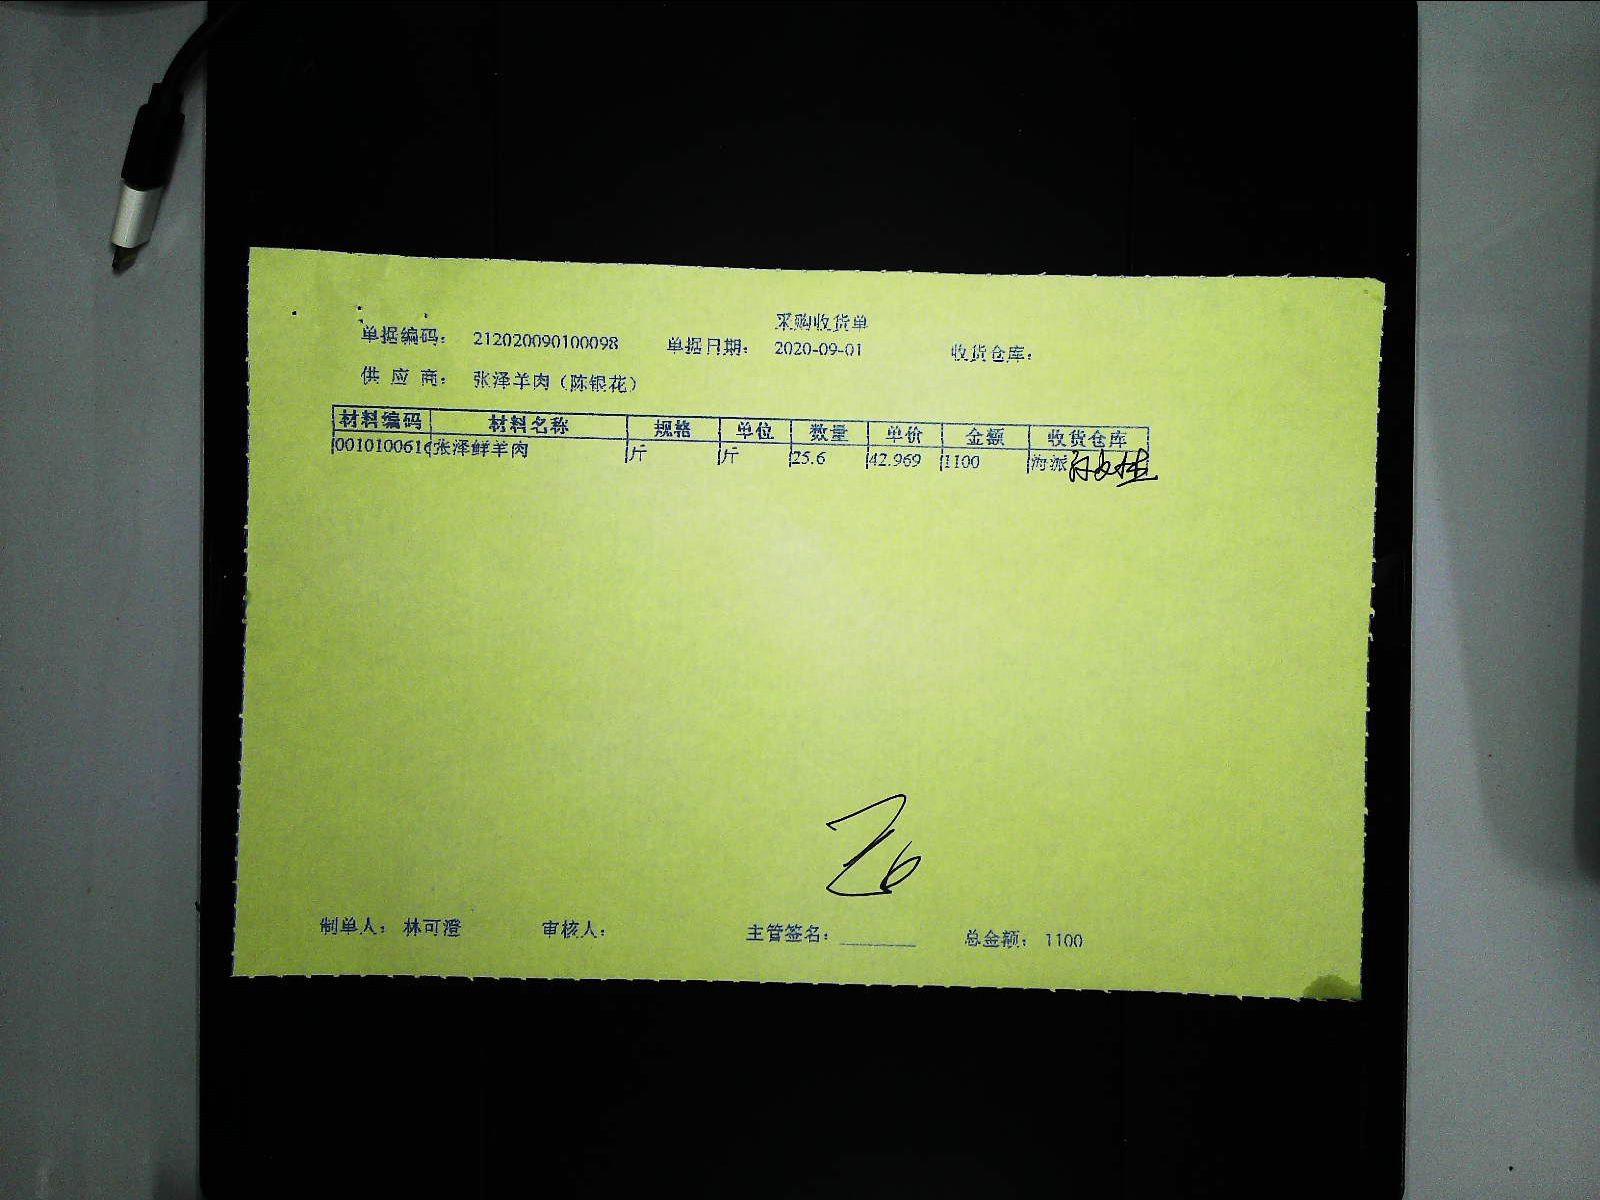 采购收货单
单据编码： 212020090100098 单据日期： 2020-09-01 收货仓库：
供 应 商： 张泽羊肉（陈银花）
材料编码 材料名称 规格 单位 数量 单价 金额 收货仓库
001010061 张泽鲜羊肉 斤 斤 25.6 42.969 1100 海派
制单人： 林可澄 审核人： 主管签名： 总金额： 1100